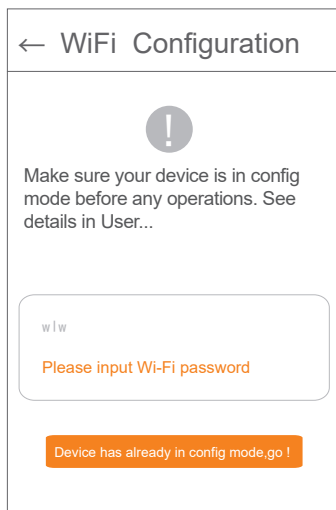 ← WiFi Configuration
!
Make sure your device is in config
mode before any operations. See
details in User...
wlw
Please input Wi-Fi password
Device has already in config mode,go !